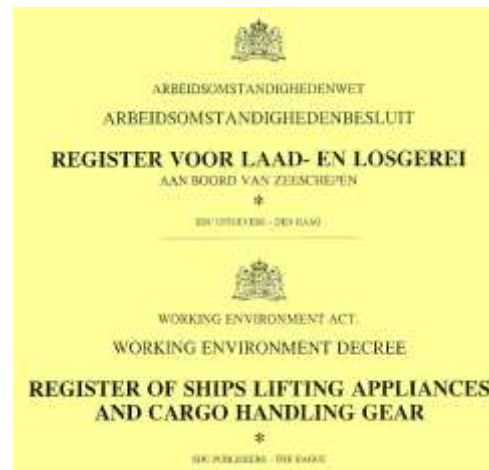 ARBEIDSOMSTANDIGHEDENWET
ARBEIDSOMSTANDIGHEDENBESLUIT
REGISTER VOOR LAAD- EN LOSGEREI
AAN BOORD VAN ZEESCHEPEN
*
SDU UITGEVERS - DEN HAAG
WORKING ENVIRONMENT ACT.
WORKING ENVIRONMENT DECREE
REGISTER OF SHIPS LIFTING APPLIANCES
AND CARGO HANDLING GEAR
*
SDU PUBLISHERS - THE HAGUE